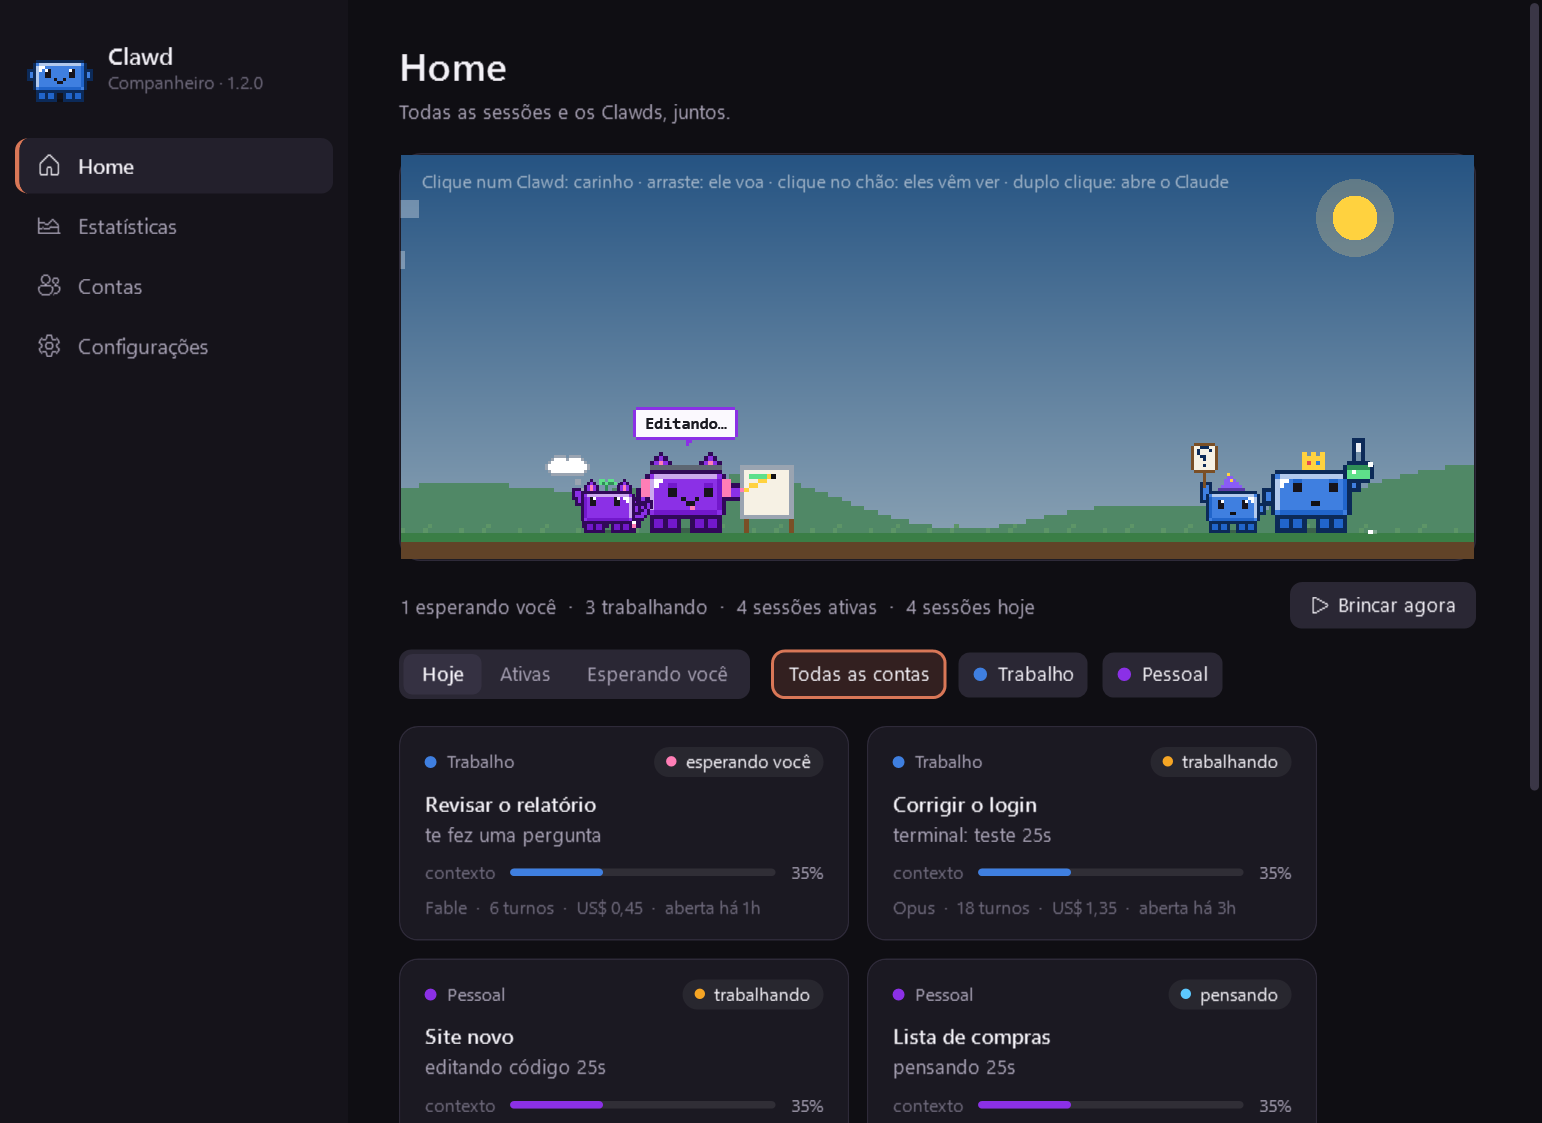 Clawd
Companheiro · 1.2.0
Home
Estatísticas
Contas
Configurações
Home
Todas as sessões e os Clawds, juntos.
Clique num Clawd: carinho · arraste: ele voa · clique no chão: eles vêm ver · duplo clique: abre o Claude
Editando…
?
1 esperando você · 3 trabalhando · 4 sessões ativas · 4 sessões hoje
Brincar agora
Hoje
Ativas
Esperando você
Todas as contas
Trabalho
Pessoal
Trabalho
esperando você
Revisar o relatório
te fez uma pergunta
contexto
35%
Fable · 6 turnos · US$ 0,45 · aberta há 1h
Trabalho
trabalhando
Corrigir o login
terminal: teste 25s
contexto
35%
Opus · 18 turnos · US$ 1,35 · aberta há 3h
Pessoal
trabalhando
Site novo
editando código 25s
contexto
35%
Pessoal
pensando
Lista de compras
pensando 25s
contexto
35%